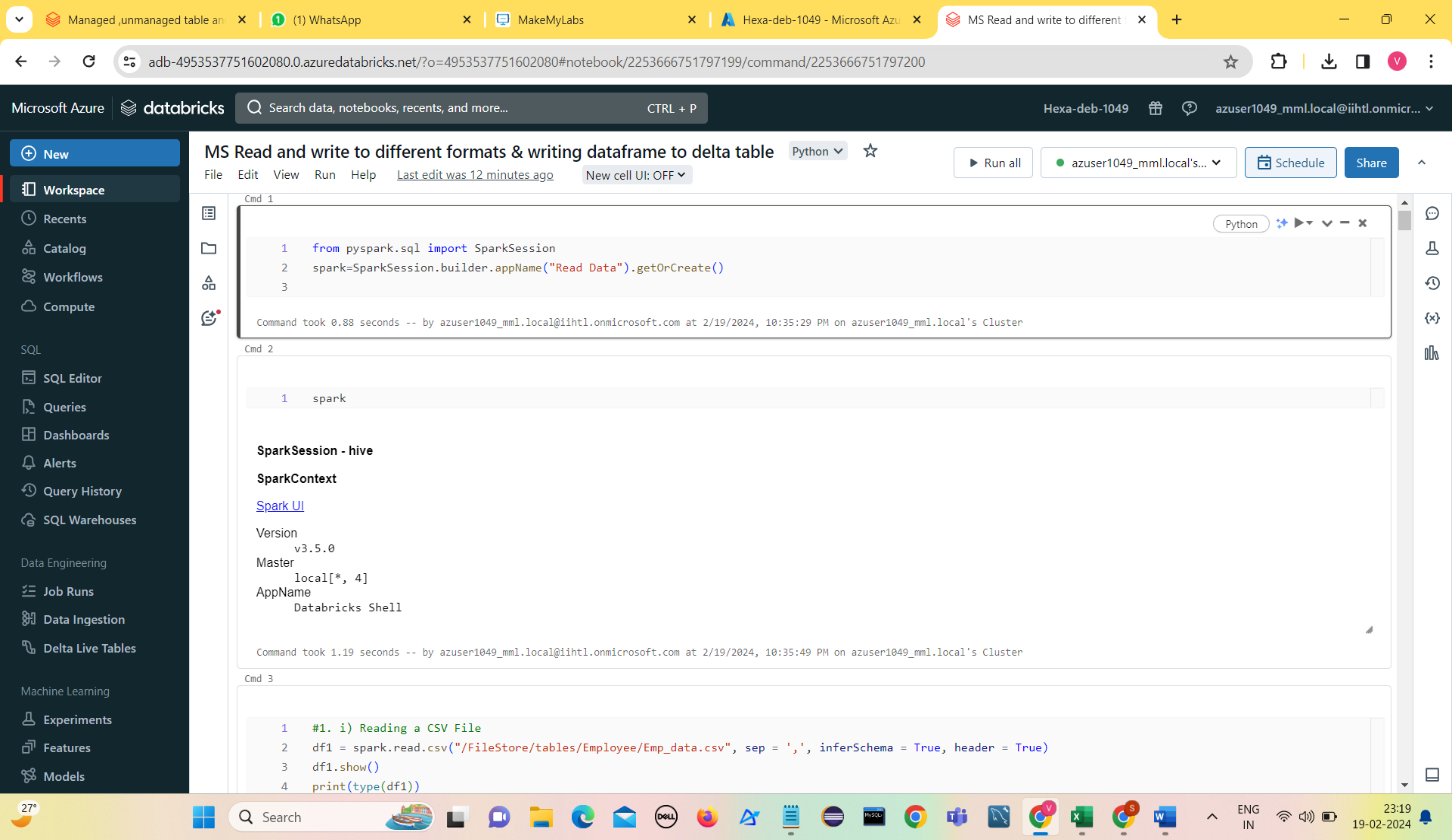 Managed ,unmanaged table an
(1) WhatsApp
MakeMyLabs
Hexa-deb-1049 - Microsoft Azu
MS Read and write to different
adb-4953537751602080.0.azuredatabricks.net/?o=4953537751602080#notebook/2253666751797199/command/2253666751797200
V
Microsoft Azure
databricks
Search data, notebooks, recents, and more...
CTRL + P
Hexa-deb-1049
azuser1049_mml.local@iihtl.onmicr...
New
Workspace
Recents
Catalog
Workflows
Compute
SQL
SQL Editor
Queries
Dashboards
Alerts
Query History
SQL Warehouses
Data Engineering
Job Runs
Data Ingestion
Delta Live Tables
Machine Learning
Experiments
Features
Models
MS Read and write to different formats & writing dataframe to delta table
Python
File Edit View Run Help
Last edit was 12 minutes ago
New cell UI: OFF
Run all
azuser1049_mml.local's...
Schedule
Share
Cmd 1
Python
1 from pyspark.sql import SparkSession
2 spark=SparkSession.builder.appName("Read Data").getOrCreate()
3
Command took 0.88 seconds -- by azuser1049_mml.local@iihtl.onmicrosoft.com at 2/19/2024, 10:35:29 PM on azuser1049_mml.local's Cluster
Cmd 2
1 spark
SparkSession - hive
SparkContext
Spark UI
Version
v3.5.0
Master
local[*, 4]
AppName
Databricks Shell
Command took 1.19 seconds -- by azuser1049_mml.local@iihtl.onmicrosoft.com at 2/19/2024, 10:35:49 PM on azuser1049_mml.local's Cluster
Cmd 3
1 #1. i) Reading a CSV File
2 df1 = spark.read.csv("/FileStore/tables/Employee/Emp_data.csv", sep = ',', inferSchema = True, header = True)
3 df1.show()
4 print(type(df1))
27°
Search
DELL
MySQL
V
S
ENG
IN
23:19
19-02-2024